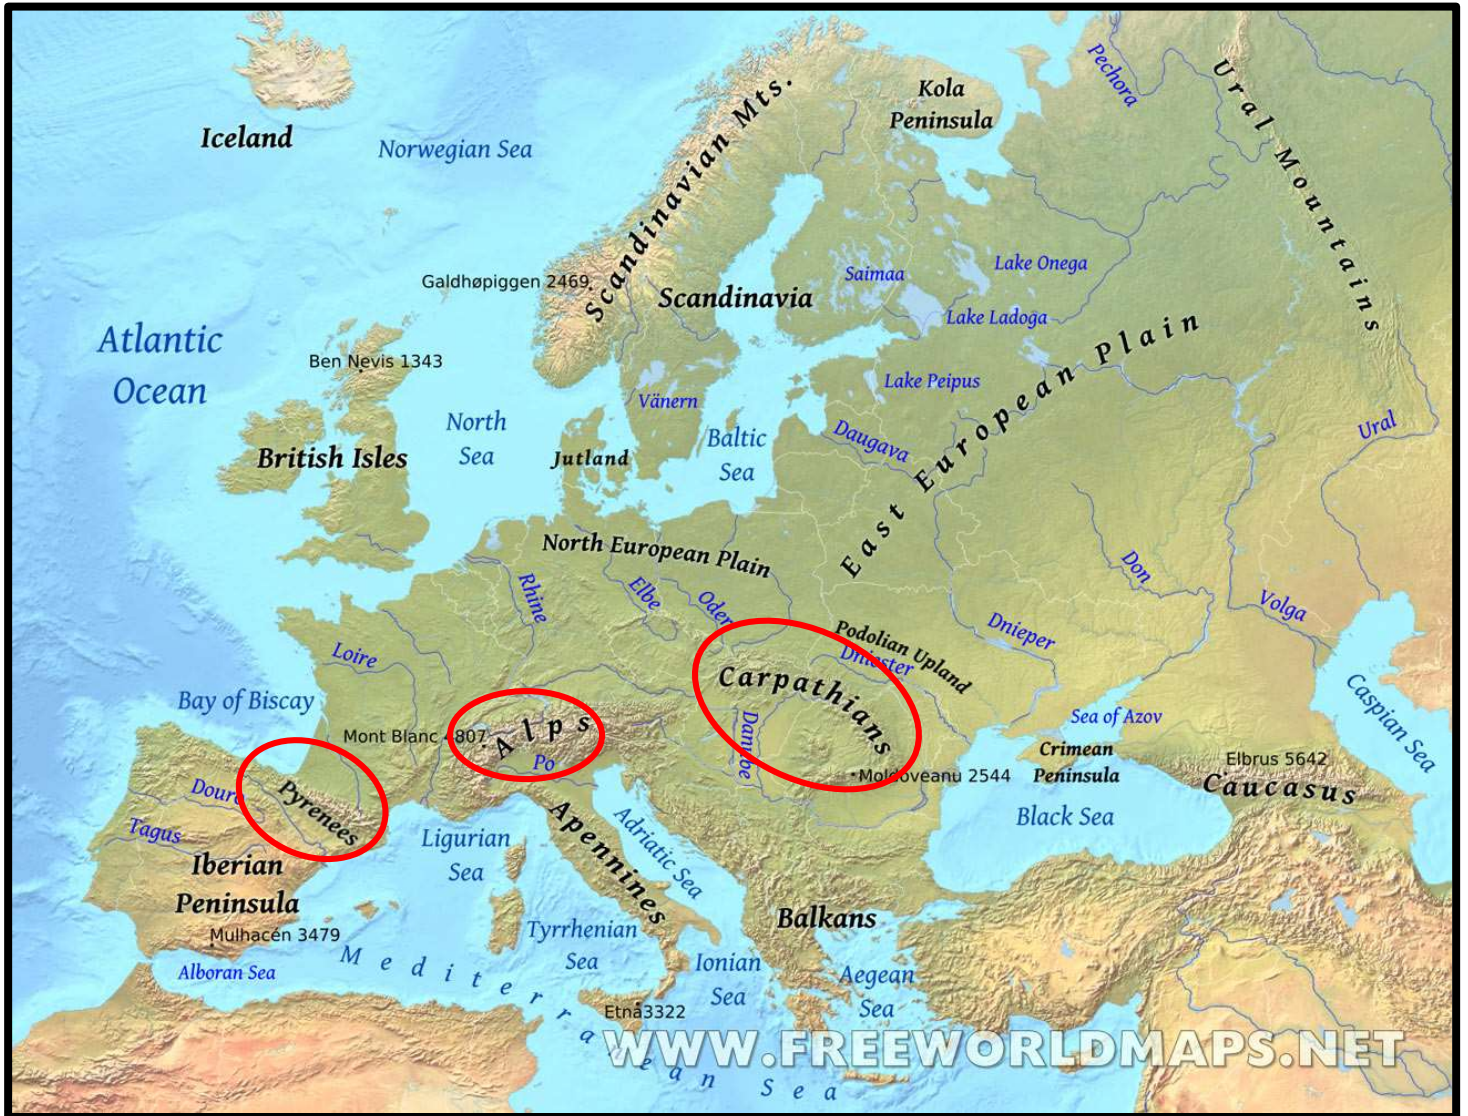 Pechora
Ural Mountains
Kola
Peninsula
Scandinavian Mts.
Iceland
Norwegian Sea
Galdhøpiggen 2469
Scandinavia
Saimaa
Lake Onega
Lake Ladoga
Atlantic
Ocean
Ben Nevis 1343
Lake Peipus
East European Plain
Vänern
North
Sea
Baltic
Sea
Daugava
Ural
British Isles
Jutland
North European Plain
Rhine
Elbe
Oder
Don
Volga
Dnieper
Podolian Upland
Dniester
Loire
Carpathians
Bay of Biscay
Caspian Sea
Mont Blanc 4807
Alps
Po
Danube
Sea of Azov
Crimean
Peninsula
Moldoveanu 2544
Elbrus 5642
Caucasus
Douro
Pyrenees
Tagus
Ligurian
Sea
Apennines
Adriatic Sea
Black Sea
Iberian
Peninsula
Mulhacén 3479
Alboran Sea
Balkans
Tyrrhenian
Sea
Ionian
Sea
Aegean
Sea
Etna3322
Mediterranean Sea
WWW.FREEWORLDMAPS.NET